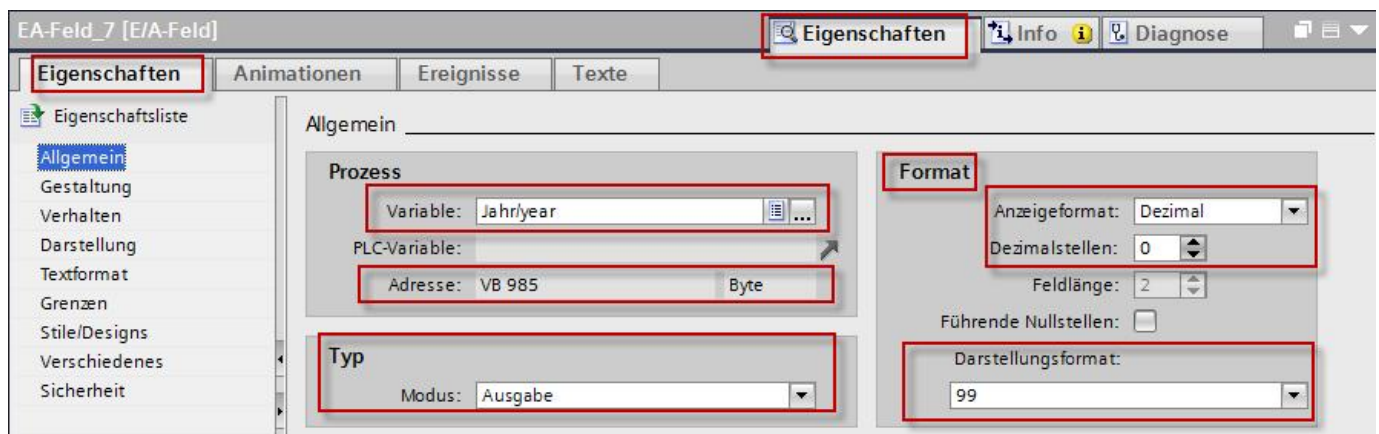 EA-Feld_7 [E/A-Feld]
Eigenschaften
Info
Diagnose
Eigenschaften
Animationen
Ereignisse
Texte
Eigenschaftsliste
Allgemein
Gestaltung
Verhalten
Darstellung
Textformat
Grenzen
Stile/Designs
Verschiedenes
Sicherheit
Allgemein
Prozess
Variable: Jahr/year ...
PLC-Variable:
Adresse: VB 985 Byte
Typ
Modus: Ausgabe
Format
Anzeigeformat: Dezimal
Dezimalstellen: 0
Feldlänge: 2
Führende Nullstellen:
Darstellungsformat:
99